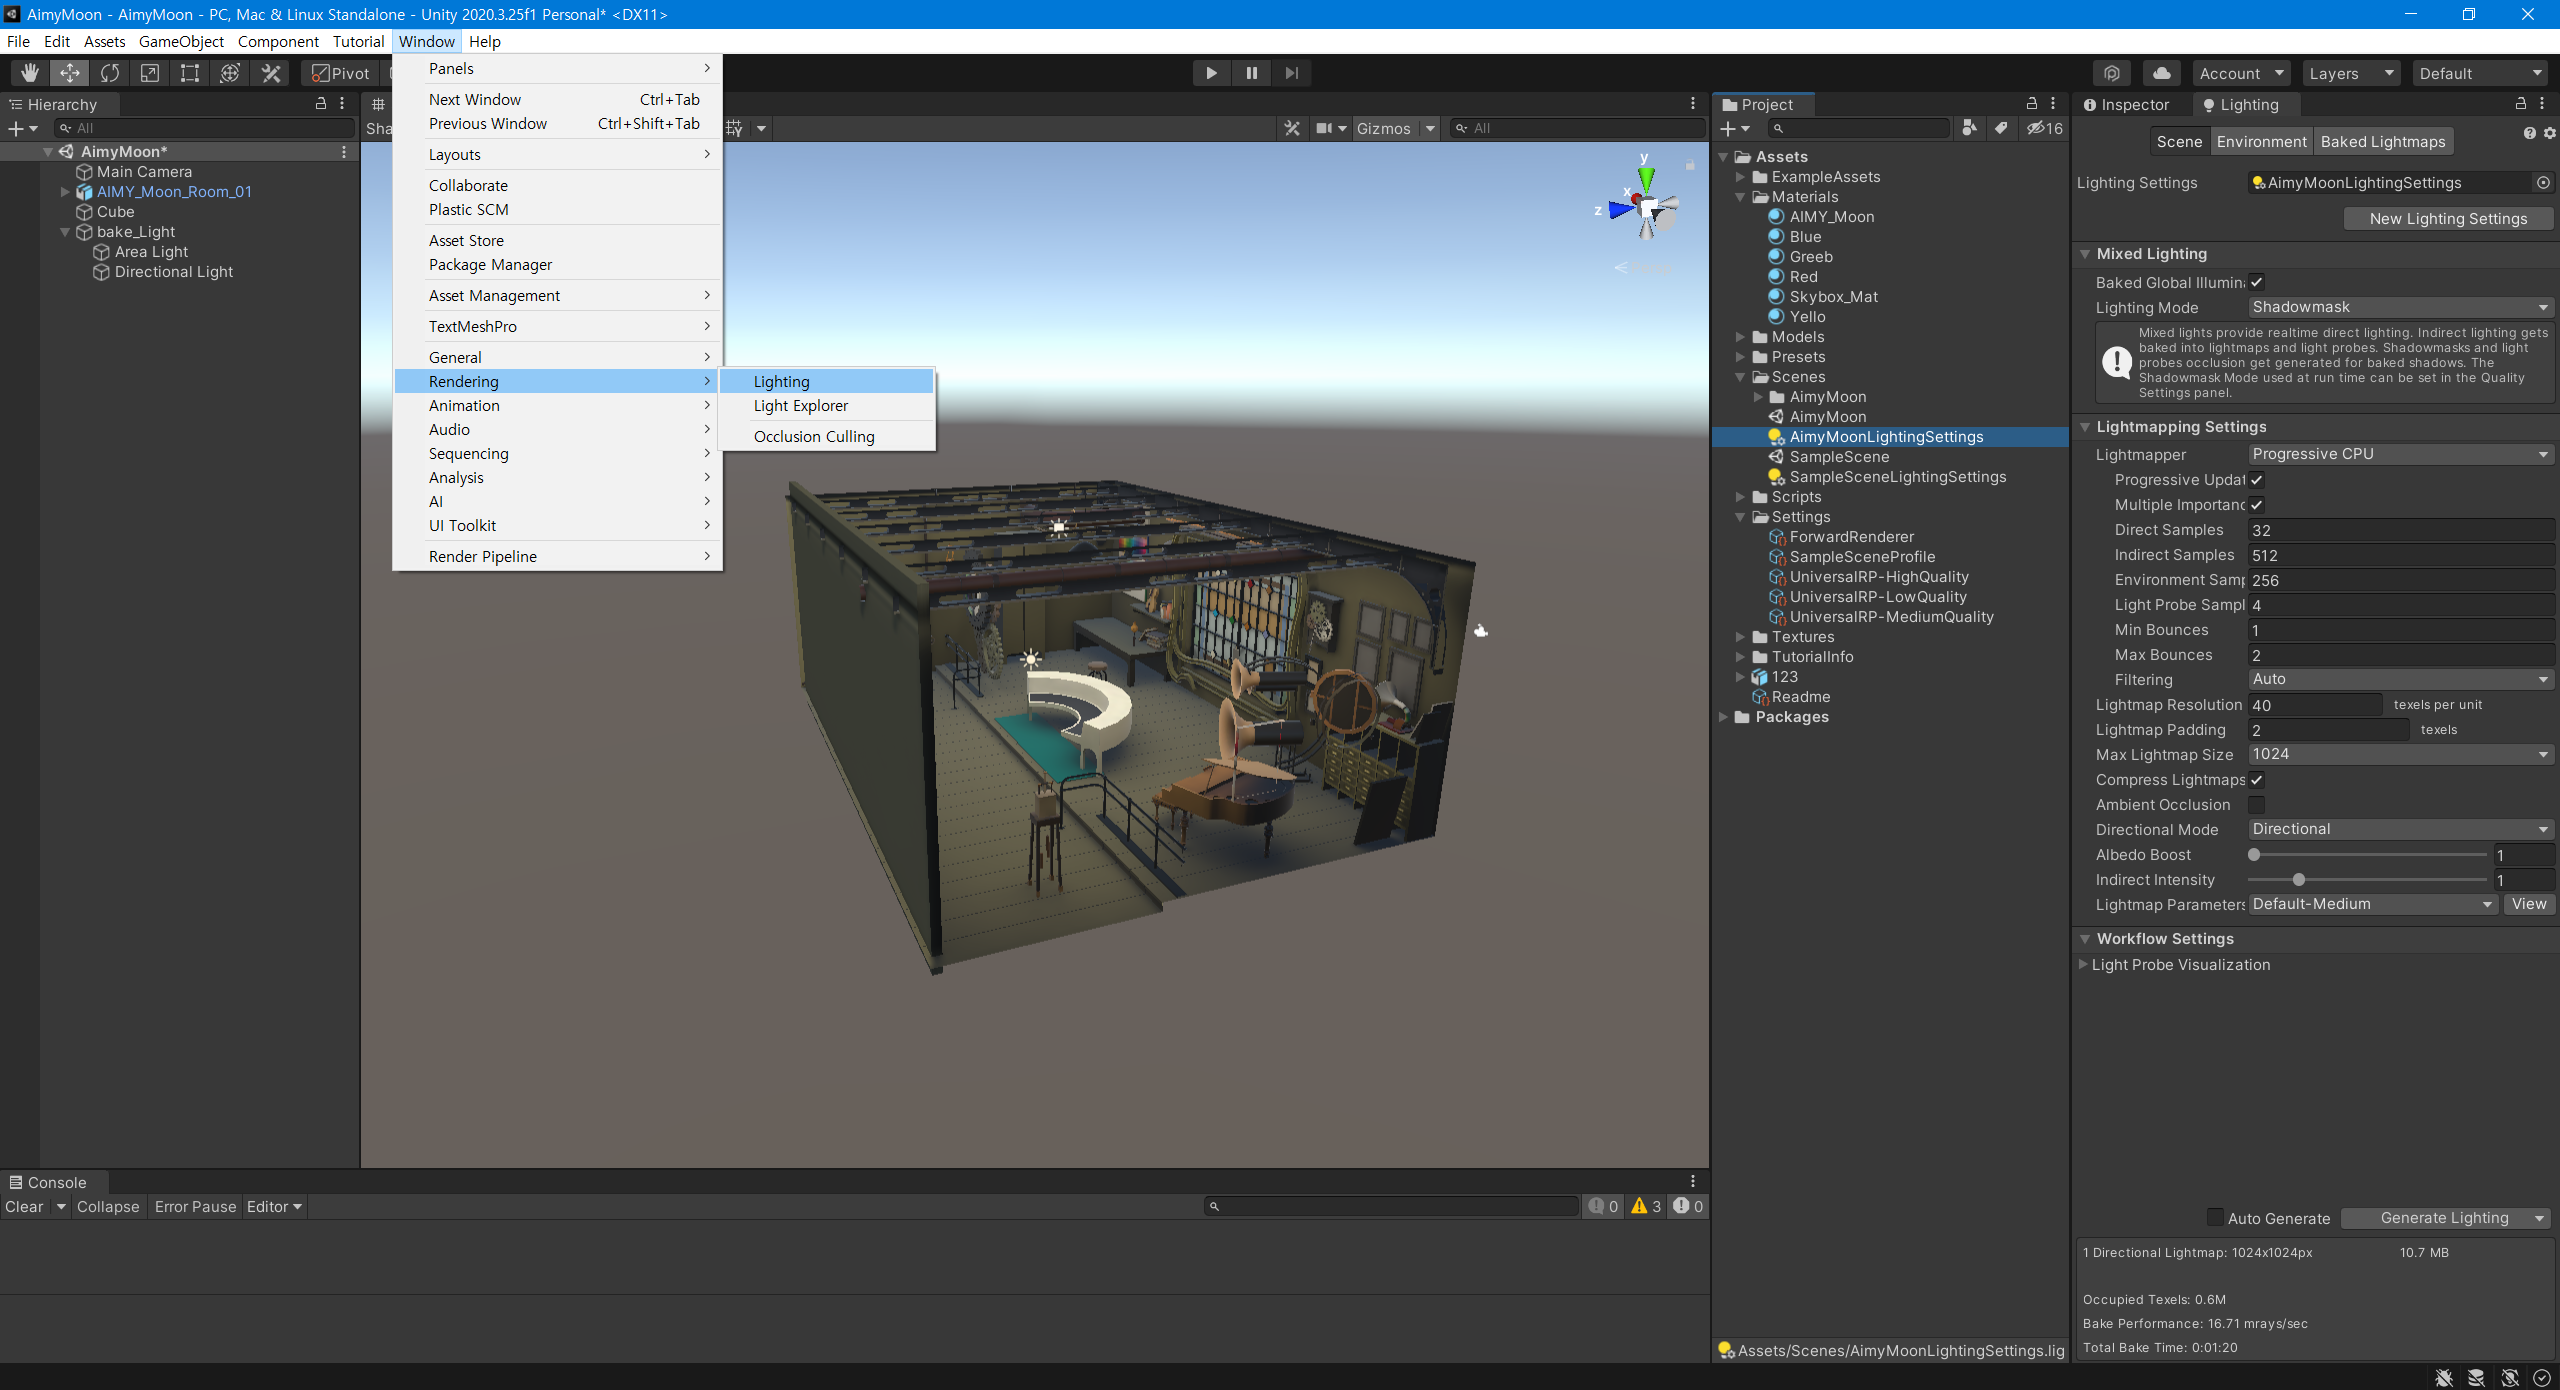 AimyMoon - AimyMoon - PC, Mac & Linux Standalone - Unity 2020.3.25f1 Personal* <DX11>
File Edit Assets GameObject Component Tutorial Window Help
Pivot
Account Layers Default
Hierarchy
All
AimyMoon*
Main Camera
AIMY_Moon_Room_01
Cube
bake_Light
Area Light
Directional Light
Panels
Next Window Ctrl+Tab
Previous Window Ctrl+Shift+Tab
Layouts
Collaborate
Plastic SCM
Asset Store
Package Manager
Asset Management
TextMeshPro
General
Rendering
Animation
Audio
Sequencing
Analysis
AI
UI Toolkit
Render Pipeline
Lighting
Light Explorer
Occlusion Culling
Sha
Gizmos All
y
x
z
Project
16
Assets
ExampleAssets
Materials
AIMY_Moon
Blue
Greeb
Red
Skybox_Mat
Yello
Models
Presets
Scenes
AimyMoon
AimyMoon
AimyMoonLightingSettings
SampleScene
SampleSceneLightingSettings
Scripts
Settings
ForwardRenderer
SampleSceneProfile
UniversalRP-HighQuality
UniversalRP-LowQuality
UniversalRP-MediumQuality
Textures
TutorialInfo
123
Readme
Packages
Assets/Scenes/AimyMoonLightingSettings.lig
Inspector Lighting
Scene Environment Baked Lightmaps
Lighting Settings AimyMoonLightingSettings
New Lighting Settings
Mixed Lighting
Baked Global Illumina
Lighting Mode Shadowmask
Mixed lights provide realtime direct lighting. Indirect lighting gets
baked into lightmaps and light probes. Shadowmasks and light
probes occlusion get generated for baked shadows. The
Shadowmask Mode used at run time can be set in the Quality
Settings panel.
Lightmapping Settings
Lightmapper Progressive CPU
Progressive Updat
Multiple Importanc
Direct Samples 32
Indirect Samples 512
Environment Samp 256
Light Probe Sampl 4
Min Bounces 1
Max Bounces 2
Filtering Auto
Lightmap Resolution 40 texels per unit
Lightmap Padding 2 texels
Max Lightmap Size 1024
Compress Lightmaps
Ambient Occlusion
Directional Mode Directional
Albedo Boost 1
Indirect Intensity 1
Lightmap Parameters Default-Medium View
Workflow Settings
Light Probe Visualization
Auto Generate Generate Lighting
1 Directional Lightmap: 1024x1024px 10.7 MB
Occupied Texels: 0.6M
Bake Performance: 16.71 mrays/sec
Total Bake Time: 0:01:20
Console
Clear Collapse Error Pause Editor
0 3 0